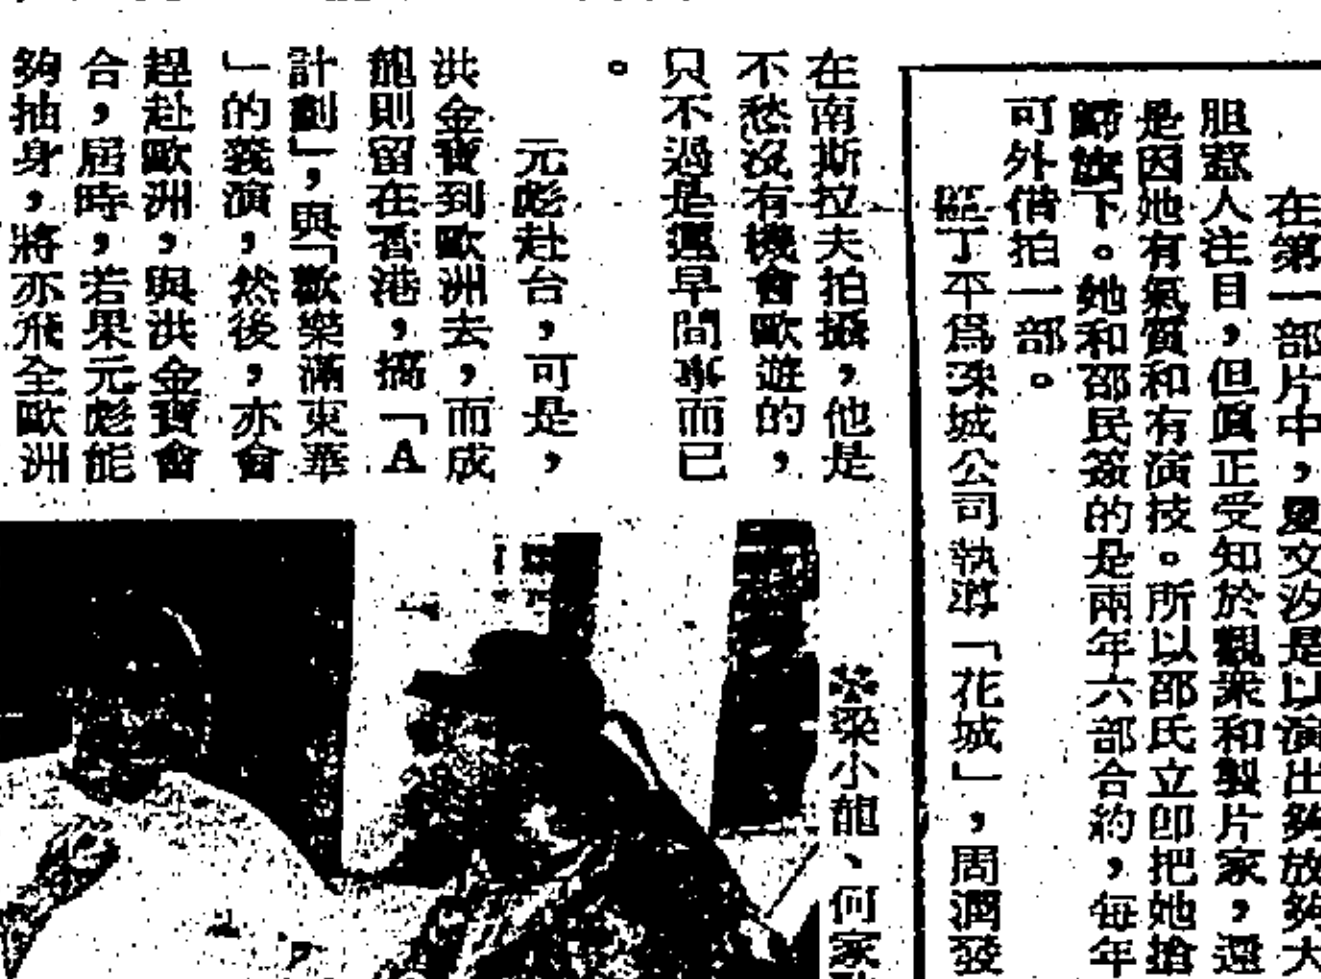 在第一部片中，夏文汐是以演出夠放夠大
胆惹人注目，但眞正受知於觀衆和製片家，還
是因她有氣質和有演技。所以邵氏立卽把她搶
歸旗下。她和邵氏簽的是兩年六部合約，每年
可外借拍一部。
區丁平爲珠城公司執導「花城」，周潤發
在南斯拉夫拍攝，他是
不愁沒有機會歐遊的，
只不過是遲早間事而已
。
元彪赴台，可是，
洪金寶到歐洲去，而成
龍則留在香港，搞「A
計劃」，與「歡樂滿東華
」的義演，然後，亦會
趕赴歐洲，與洪金寶會
合，屆時，若果元彪能
夠抽身，將亦飛全歐洲
梁小龍、何家